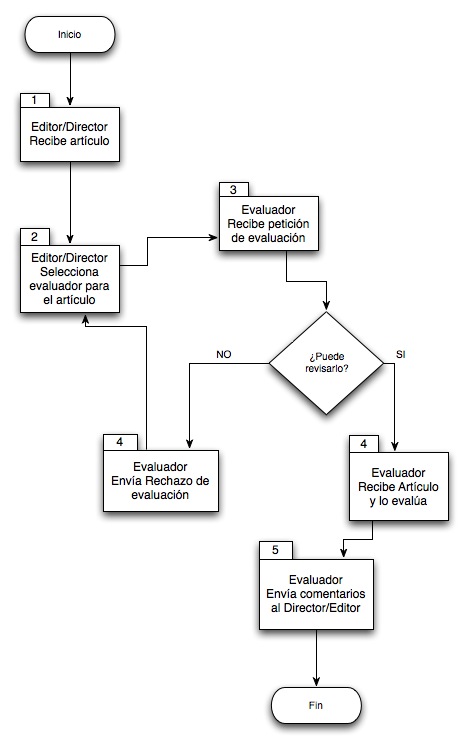 Inicio
1
Editor/Director
Recibe artículo
2
Editor/Director
Selecciona
evaluador para
el artículo
3
Evaluador
Recibe petición
de evaluación
¿Puede
revisarlo?
NO
SI
4
Evaluador
Envía Rechazo de
evaluación
4
Evaluador
Recibe Artículo
y lo evalúa
5
Evaluador
Envía comentarios
al Director/Editor
Fin